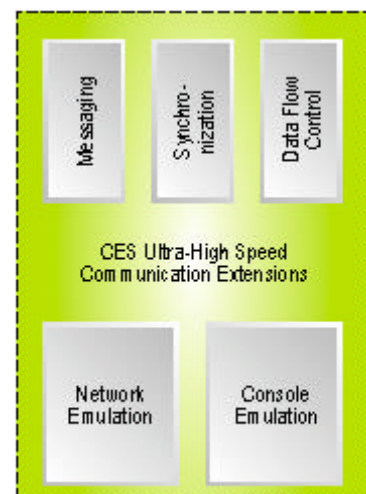 Messaging
Synchro-
nization
Data Flow
Control
CES Ultra-High Speed
Communication Extensions
Network
Emulation
Console
Emulation